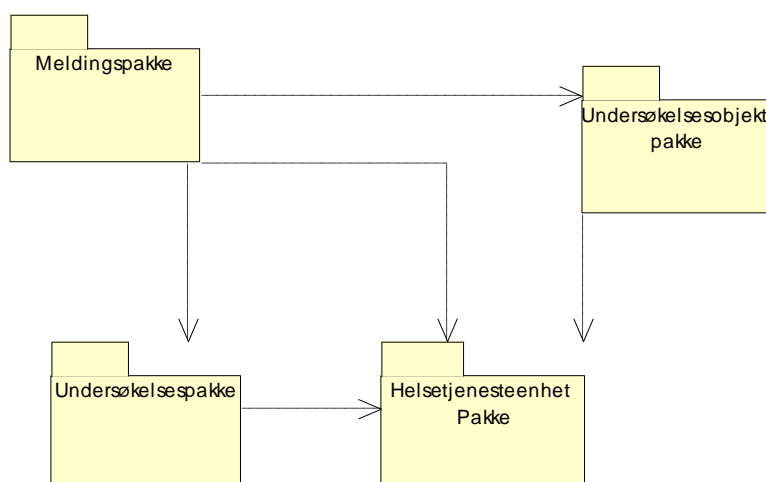 Meldingspakke
Undersøkelsesobjekt
pakke
Undersøkelsespakke
Helsetjenesteenhet
Pakke